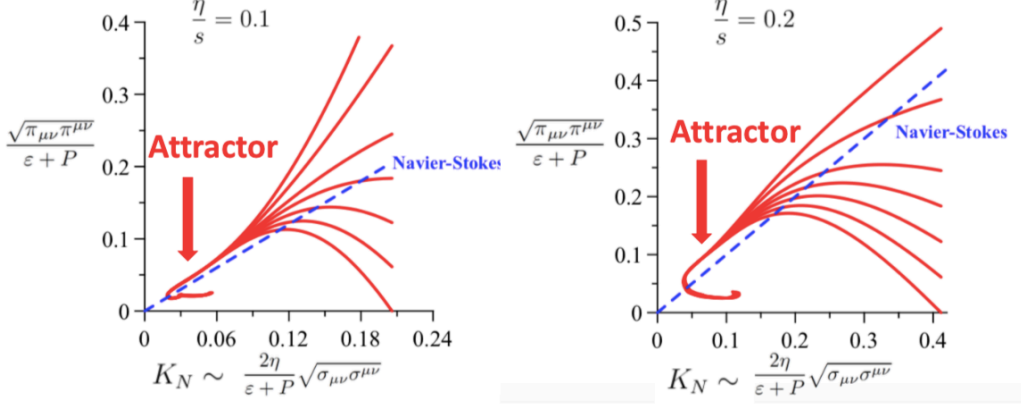 η/s = 0.1
0.4
0.3
0.2
0.1
0
√(π_μν π^μν) / (ε + P)
Attractor
Navier-Stokes
0 0.06 0.12 0.18 0.24
K_N ∼ 2η/(ε + P) √(σ_μν σ^μν)
η/s = 0.2
0.5
0.4
0.3
0.2
0.1
0
√(π_μν π^μν) / (ε + P)
Attractor
Navier-Stokes
0 0.1 0.2 0.3 0.4
K_N ∼ 2η/(ε + P) √(σ_μν σ^μν)